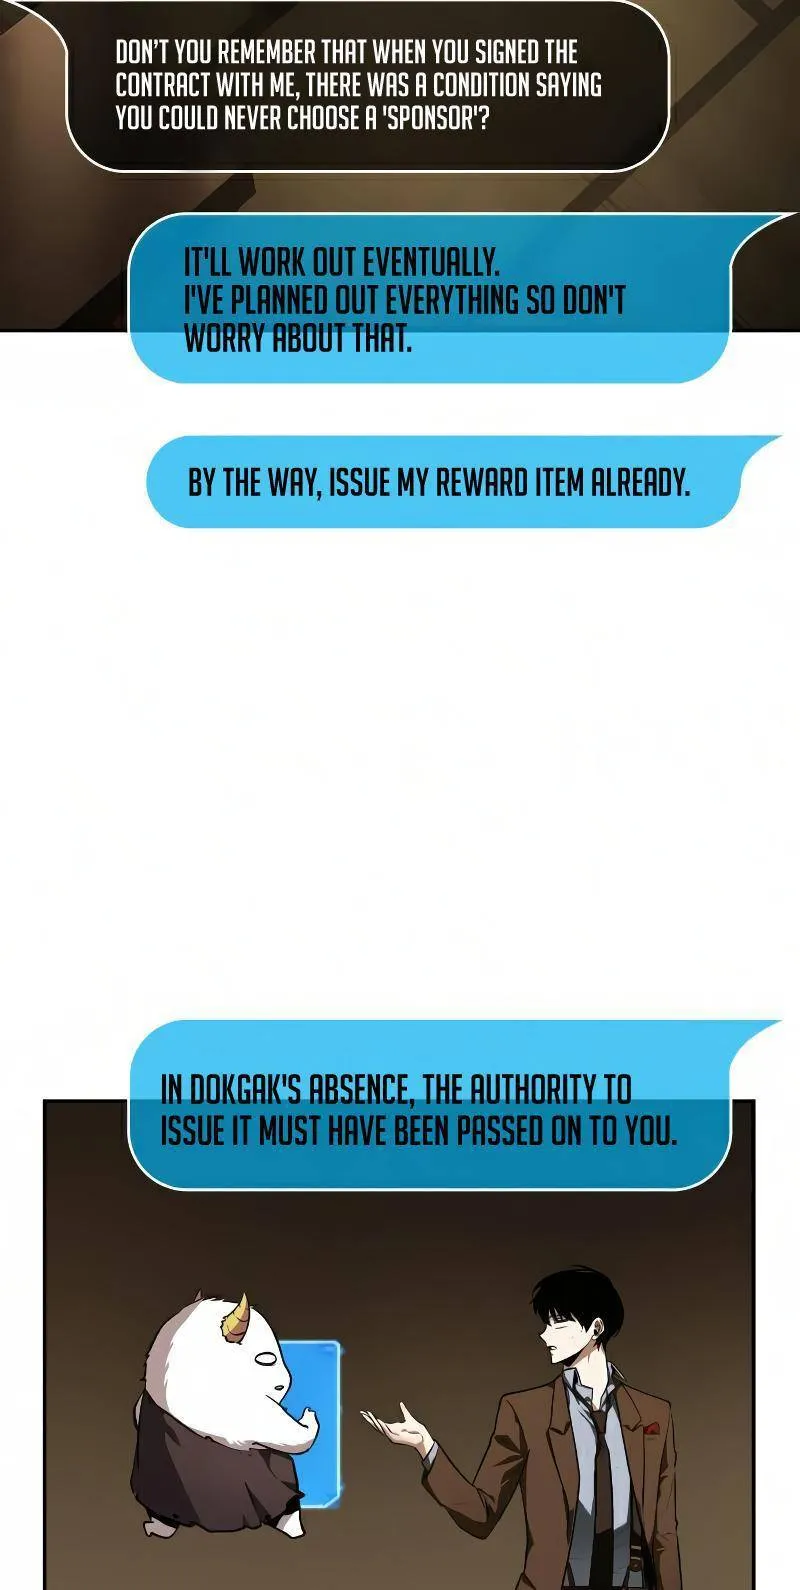 DON'T YOU REMEMBER THAT WHEN YOU SIGNED THE
CONTRACT WITH ME, THERE WAS A CONDITION SAYING
YOU COULD NEVER CHOOSE A 'SPONSOR'?
IT'LL WORK OUT EVENTUALLY.
I'VE PLANNED OUT EVERYTHING SO DON'T
WORRY ABOUT THAT.
BY THE WAY, ISSUE MY REWARD ITEM ALREADY.
IN DOKGAK'S ABSENCE, THE AUTHORITY TO
ISSUE IT MUST HAVE BEEN PASSED ON TO YOU.